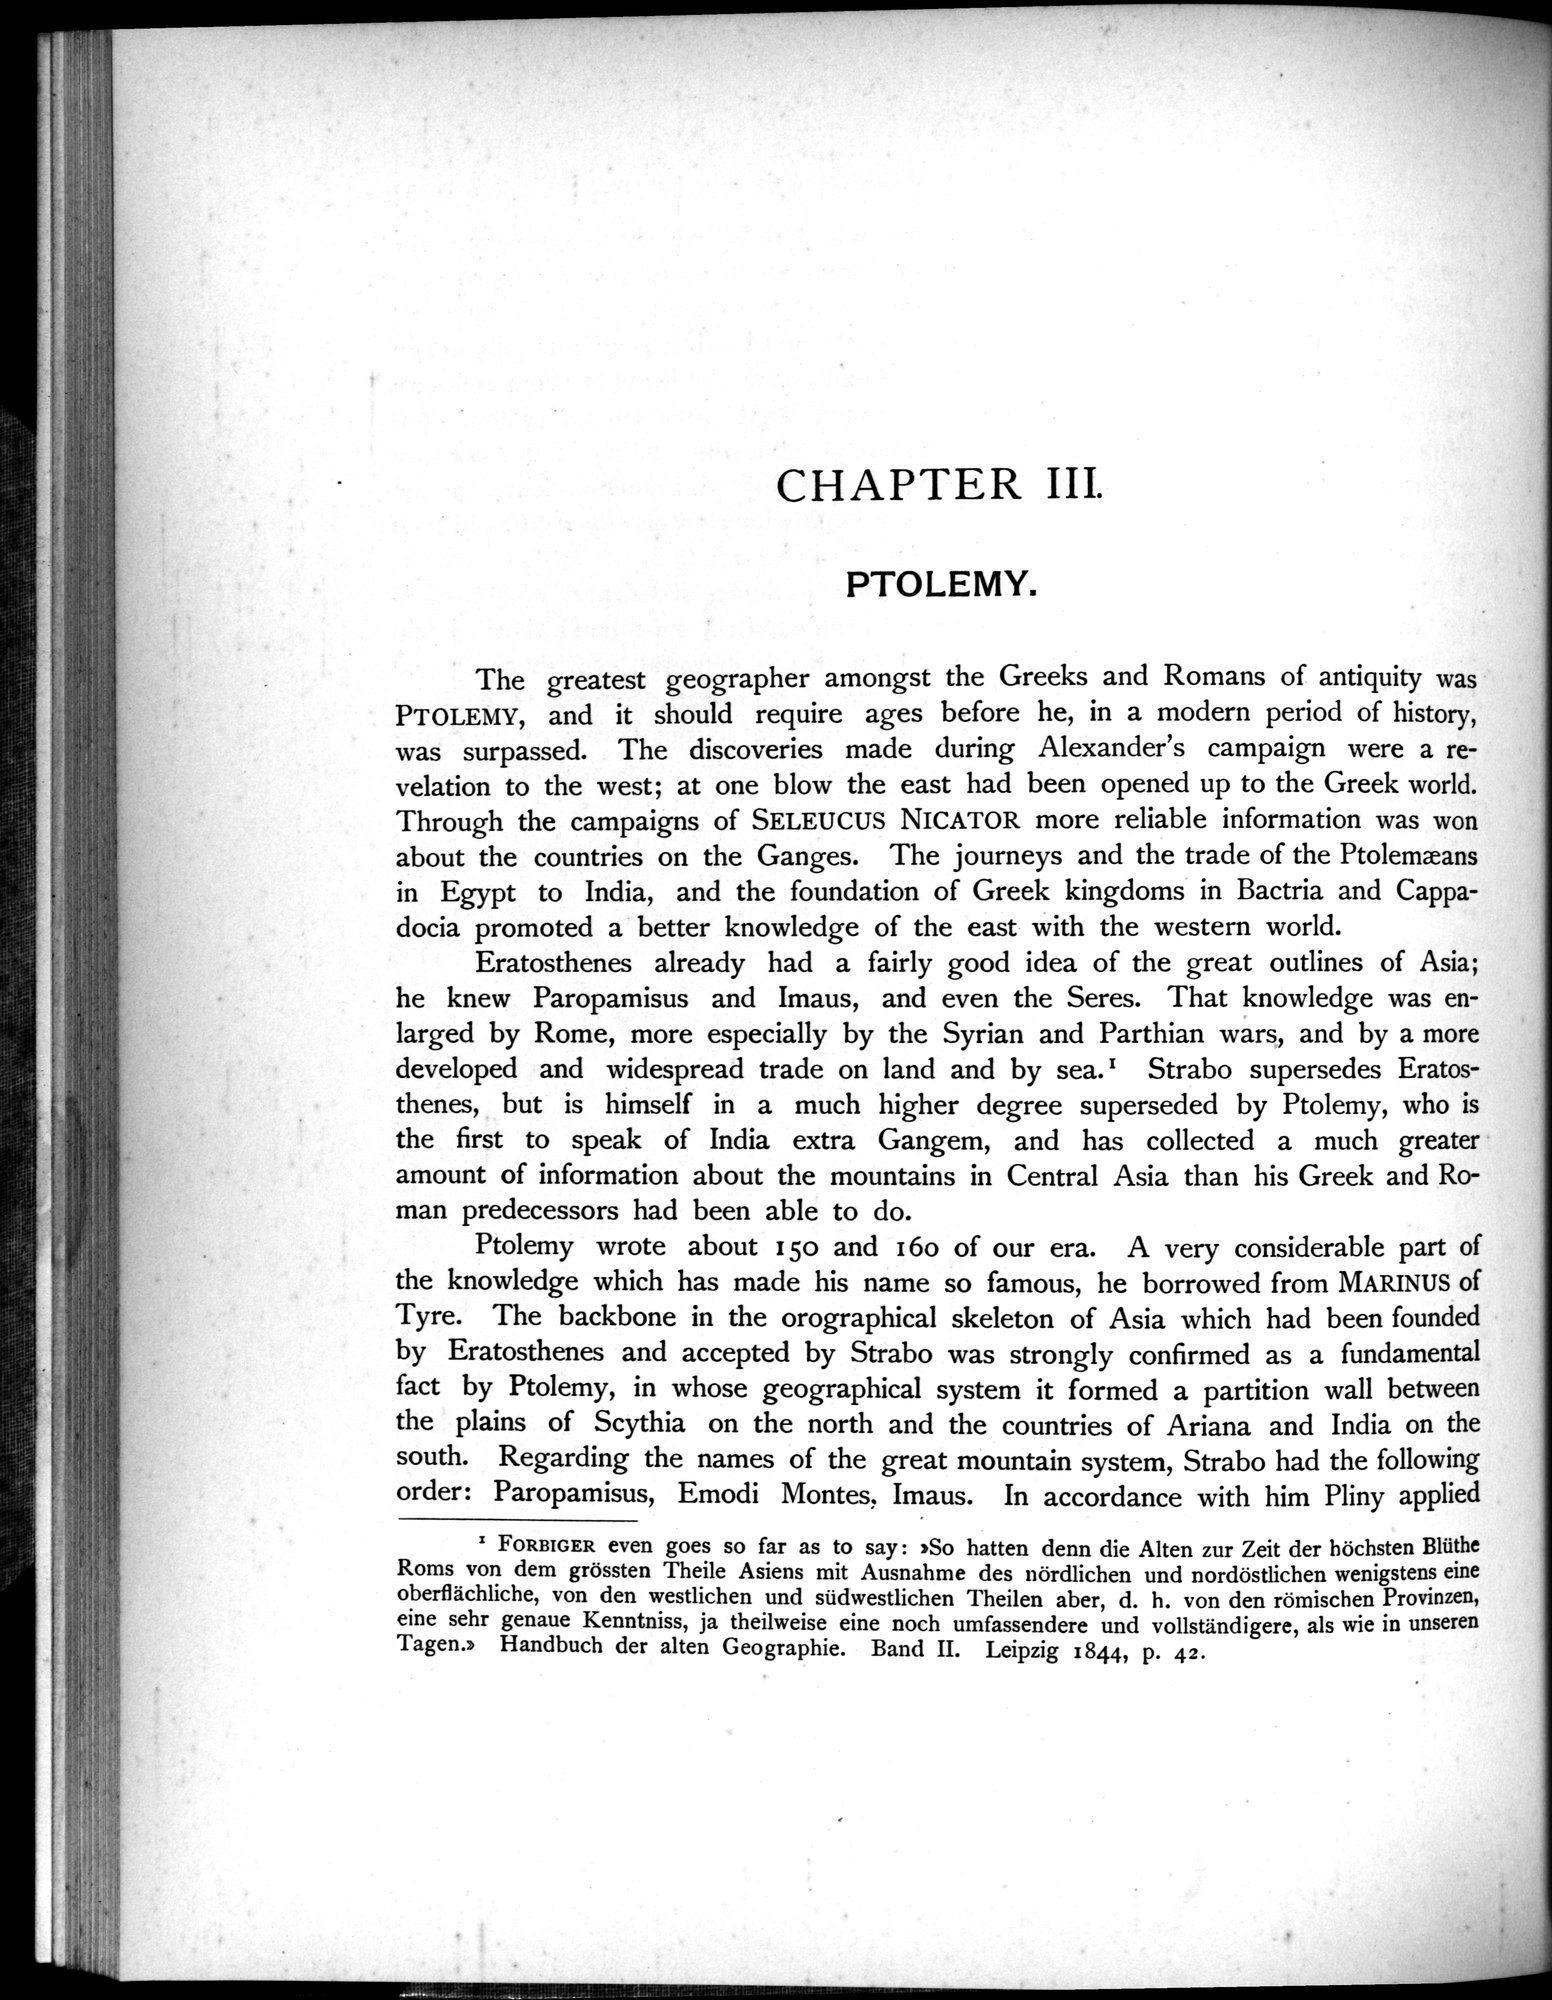 CHAPTER III.
PTOLEMY.
The greatest geographer amongst the Greeks and Romans of antiquity was
PTOLEMY, and it should require ages before he, in a modern period of history,
was surpassed. The discoveries made during Alexander's campaign were a re-
velation to the west; at one blow the east had been opened up to the Greek world.
Through the campaigns of SELEUCUS NICATOR more reliable information was won
about the countries on the Ganges. The journeys and the trade of the Ptolemæans
in Egypt to India, and the foundation of Greek kingdoms in Bactria and Cappa-
docia promoted a better knowledge of the east with the western world.
Eratosthenes already had a fairly good idea of the great outlines of Asia;
he knew Paropamisus and Imaus, and even the Seres. That knowledge was en-
larged by Rome, more especially by the Syrian and Parthian wars, and by a more
developed and widespread trade on land and by sea.¹ Strabo supersedes Eratos-
thenes, but is himself in a much higher degree superseded by Ptolemy, who is
the first to speak of India extra Gangem, and has collected a much greater
amount of information about the mountains in Central Asia than his Greek and Ro-
man predecessors had been able to do.
Ptolemy wrote about 150 and 160 of our era. A very considerable part of
the knowledge which has made his name so famous, he borrowed from MARINUS of
Tyre. The backbone in the orographical skeleton of Asia which had been founded
by Eratosthenes and accepted by Strabo was strongly confirmed as a fundamental
fact by Ptolemy, in whose geographical system it formed a partition wall between
the plains of Scythia on the north and the countries of Ariana and India on the
south. Regarding the names of the great mountain system, Strabo had the following
order: Paropamisus, Emodi Montes, Imaus. In accordance with him Pliny applied
¹ FORBIGER even goes so far as to say: »So hatten denn die Alten zur Zeit der höchsten Blüthe
Roms von dem grössten Theile Asiens mit Ausnahme des nördlichen und nordöstlichen wenigstens eine
oberflächliche, von den westlichen und südwestlichen Theilen aber, d. h. von den römischen Provinzen,
eine sehr genaue Kenntniss, ja theilweise eine noch umfassendere und vollständigere, als wie in unseren
Tagen.» Handbuch der alten Geographie. Band II. Leipzig 1844, p. 42.